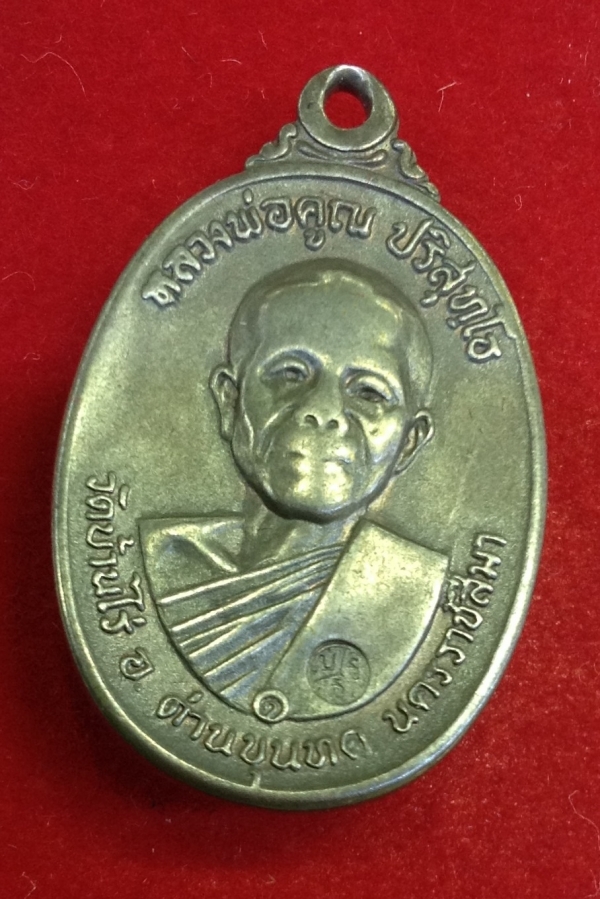 หลวงพ่อคูณ ปริสุทฺโธ
วัดบ้านไร่ อ. ด่านขุนทด นครราชสีมา
๑